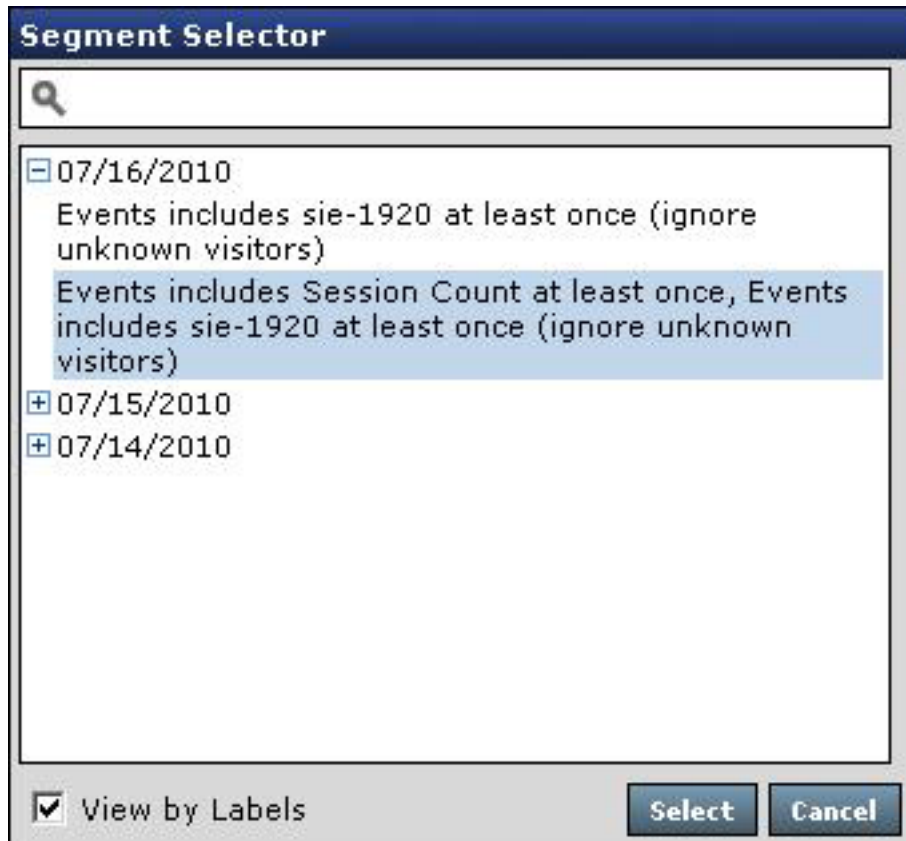 Segment Selector
07/16/2010
Events includes sie-1920 at least once (ignore
unknown visitors)
Events includes Session Count at least once, Events
includes sie-1920 at least once (ignore unknown
visitors)
07/15/2010
07/14/2010
View by Labels
Select
Cancel